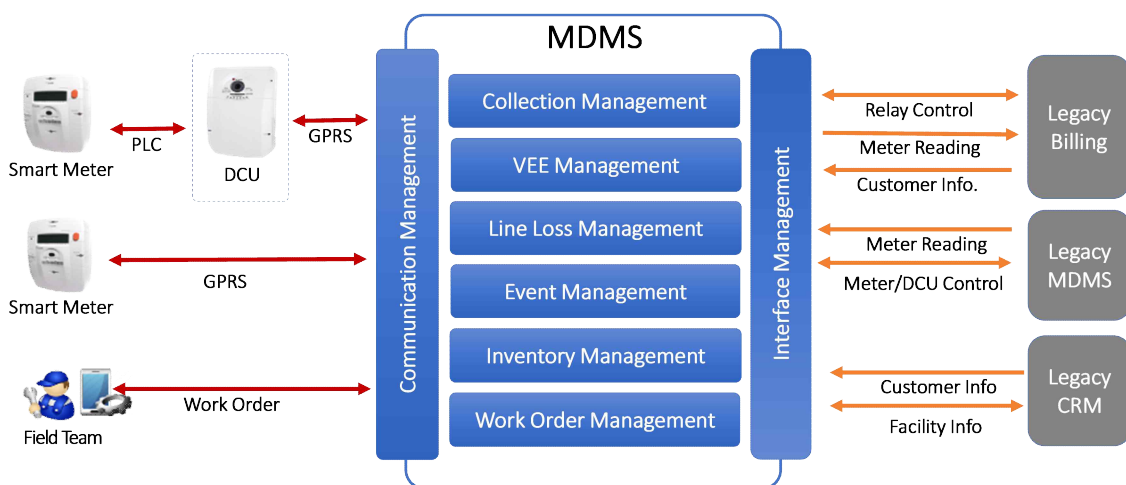 MDMS
Smart Meter
PLC
DCU
GPRS
Smart Meter
GPRS
Field Team
Work Order
Communication Management
Collection Management
VEE Management
Line Loss Management
Event Management
Inventory Management
Work Order Management
Interface Management
Relay Control
Meter Reading
Customer Info.
Legacy
Billing
Meter Reading
Meter/DCU Control
Legacy
MDMS
Customer Info
Facility Info
Legacy
CRM